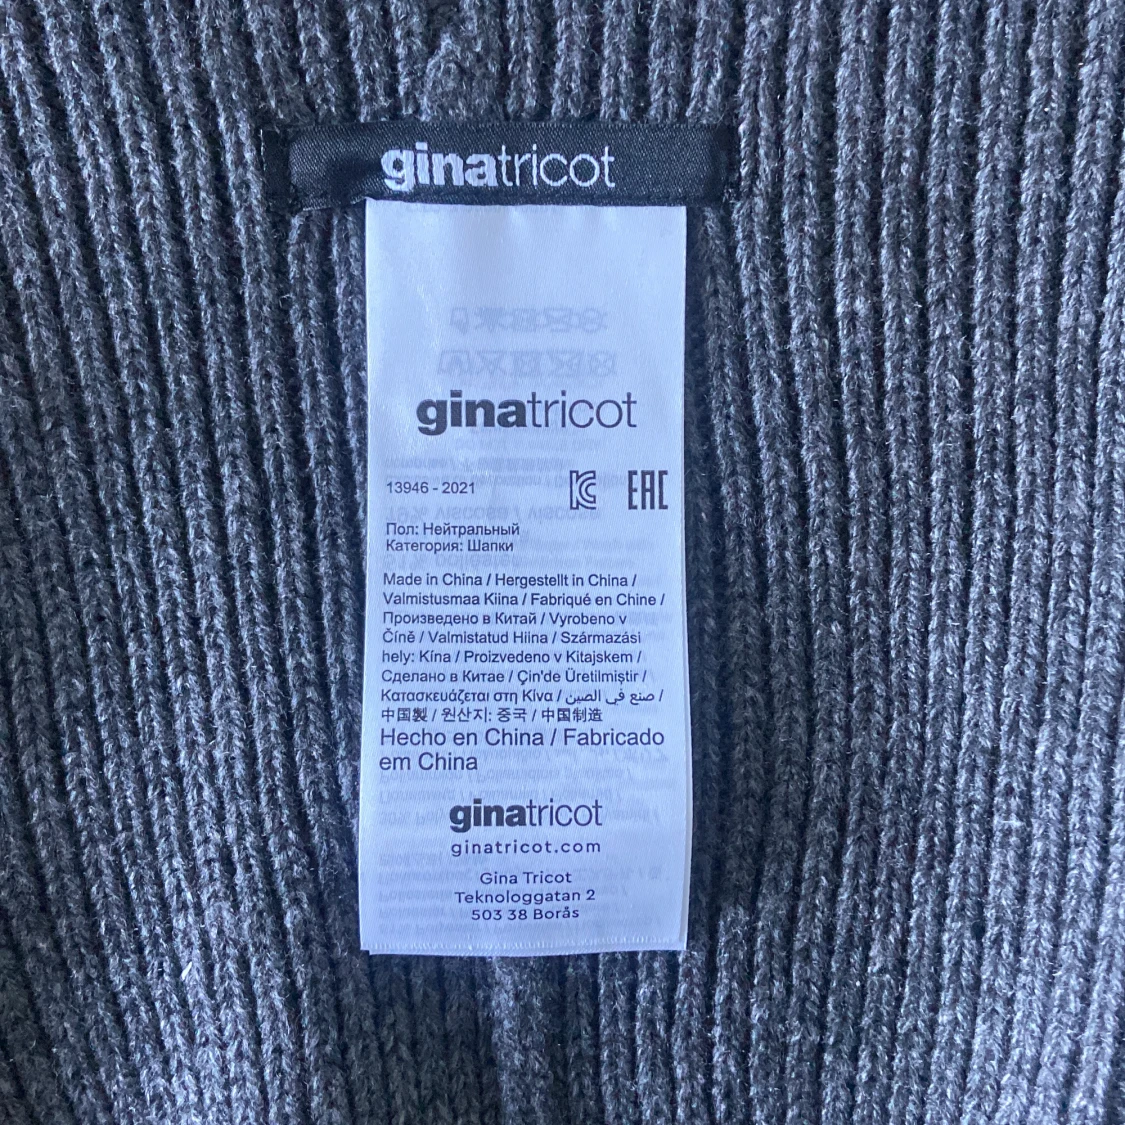 ginatricot
ginatricot
13946 - 2021
EAC
Пол: Нейтральный
Категория: Шапки
Made in China / Hergestellt in China /
Valmistusmaa Kiina / Fabriqué en Chine /
Произведено в Китай / Vyrobeno v
Číně / Valmistatud Hiina / Származási
hely: Kína / Proizvedeno v Kitajskem /
Сделано в Китае / Çin'de Üretilmiştir /
Κατασκευάζεται στη Κίνα / صنع في الصين /
中国製 / 원산지: 중국 / 中国制造
Hecho en China / Fabricado
em China
ginatricot
ginatricot.com
Gina Tricot
Teknologgatan 2
503 38 Borås